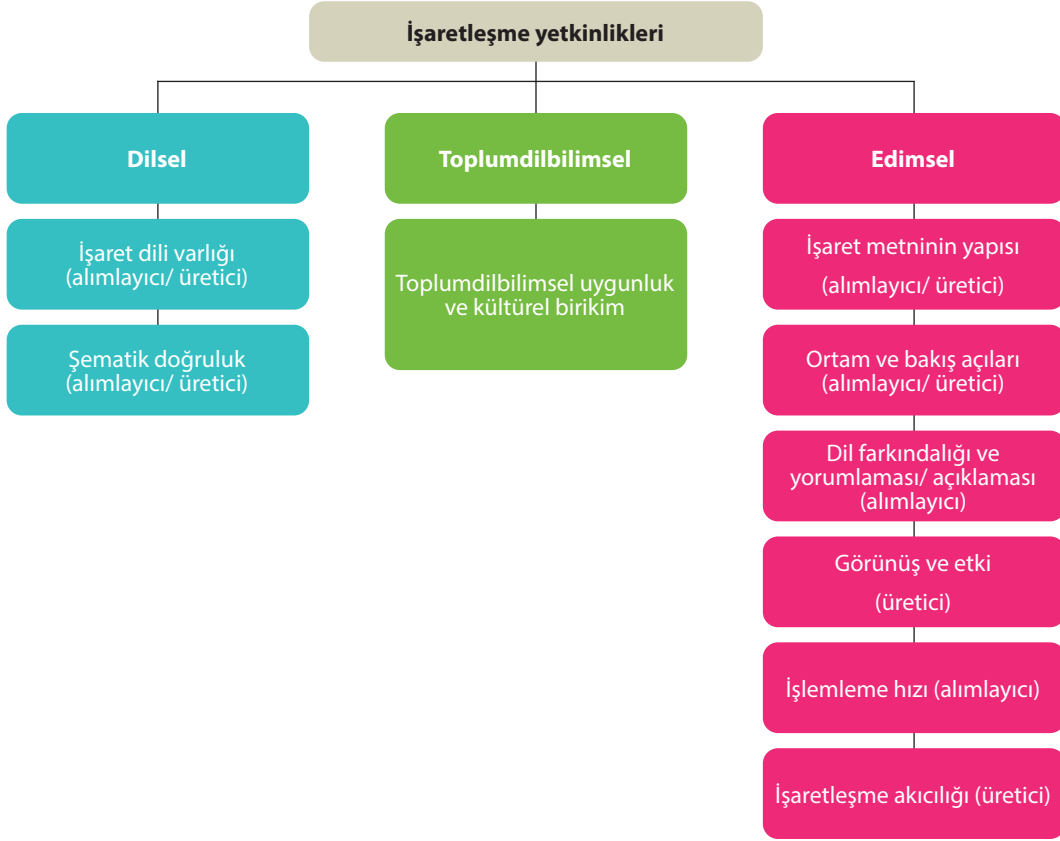 İşaretleşme yetkinlikleri
Dilsel
İşaret dili varlığı
(alımlayıcı/ üretici)
Şematik doğruluk
(alımlayıcı/ üretici)
Toplumdilbilimsel
Toplumdilbilimsel uygunluk
ve kültürel birikim
Edimsel
İşaret metninin yapısı
(alımlayıcı/ üretici)
Ortam ve bakış açıları
(alımlayıcı/ üretici)
Dil farkındalığı ve
yorumlaması/ açıklaması
(alımlayıcı)
Görünüş ve etki
(üretici)
İşlemleme hızı (alımlayıcı)
İşaretleşme akıcılığı (üretici)